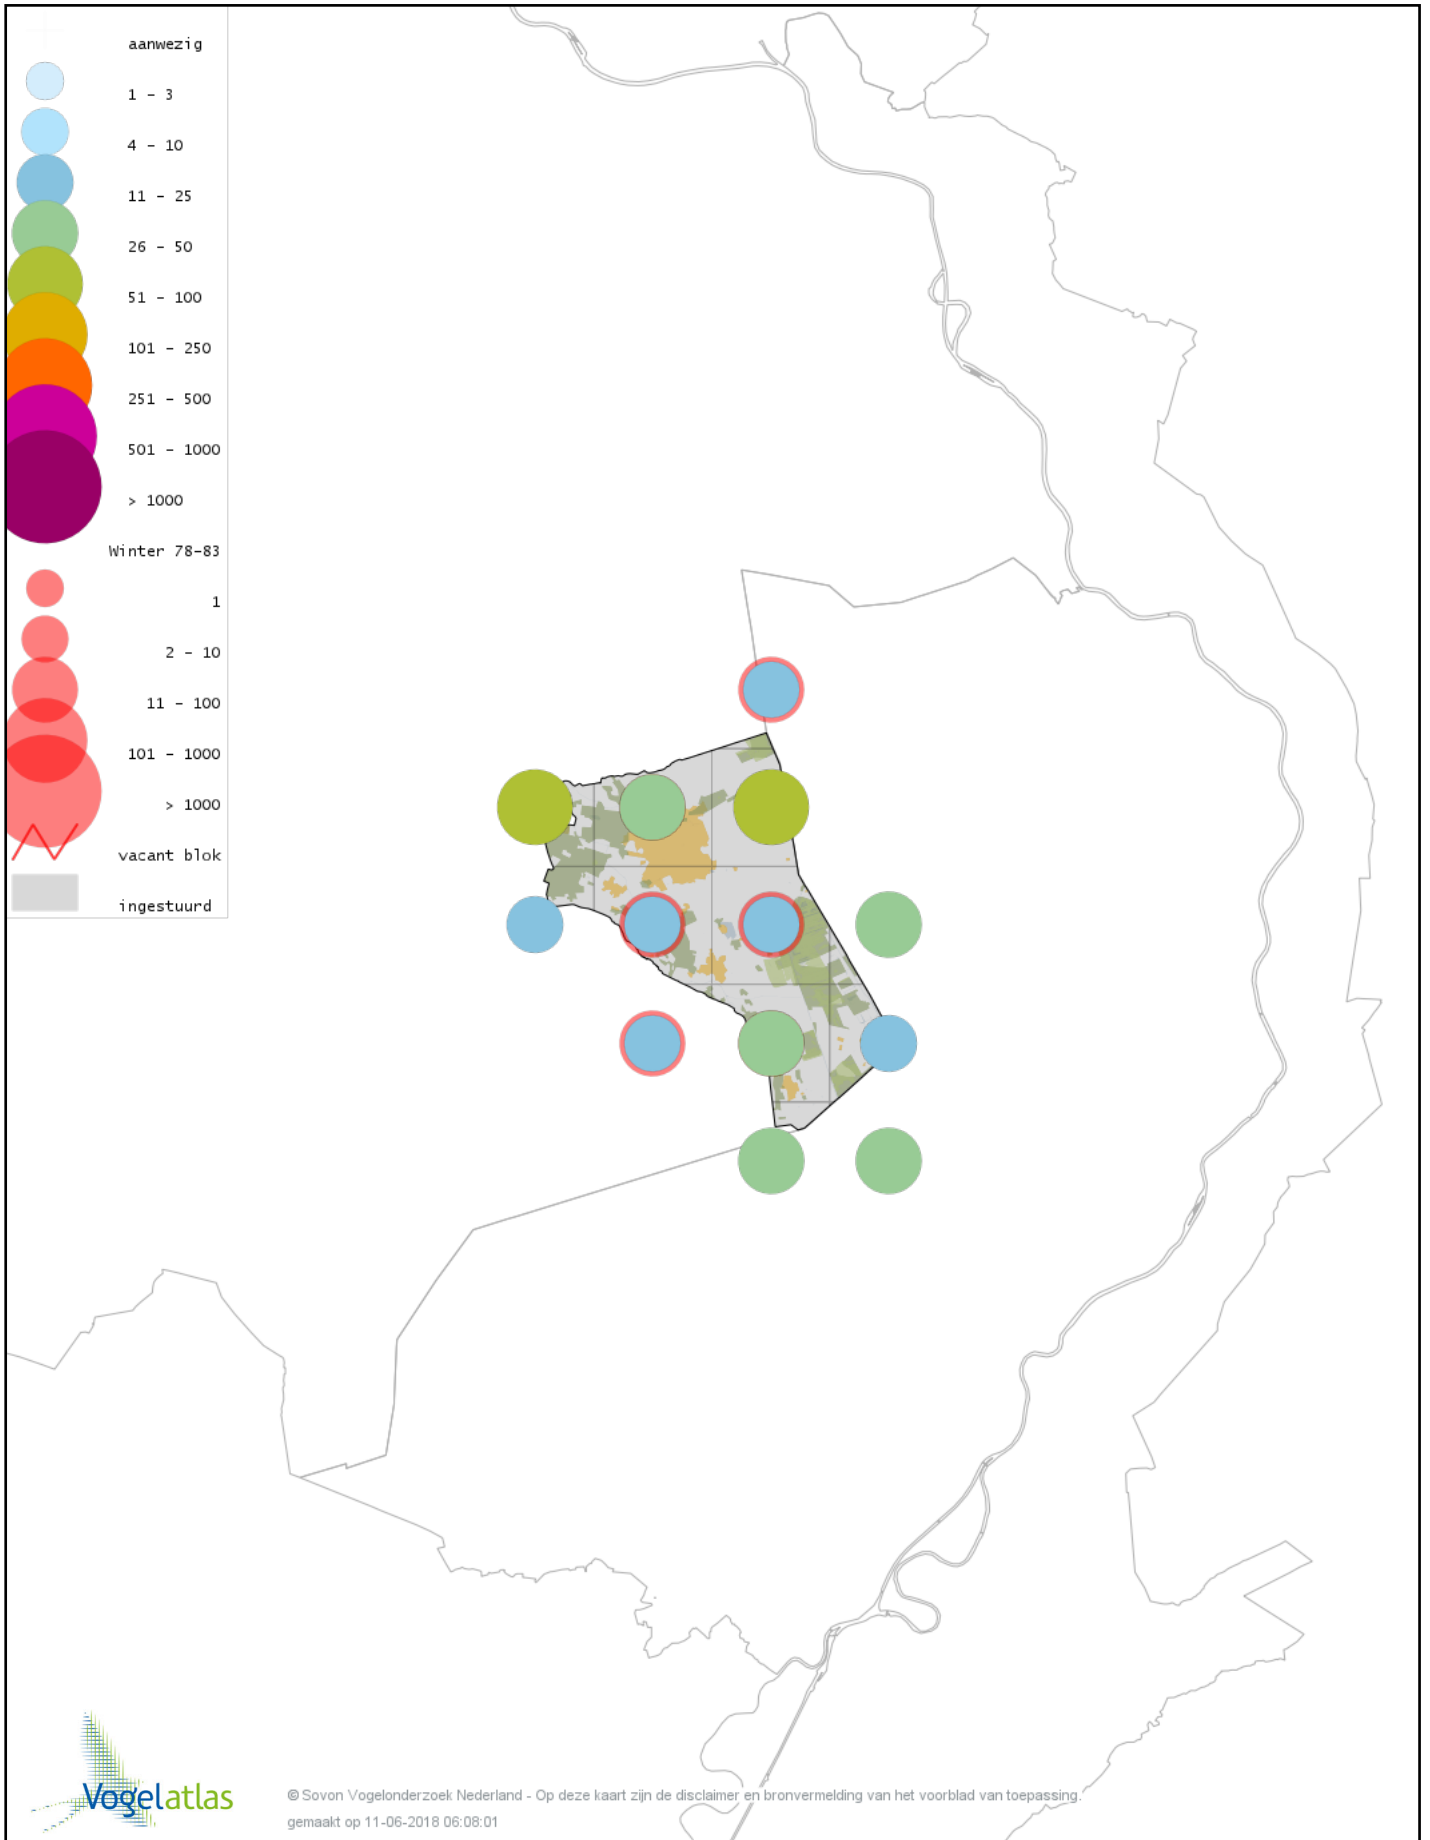 aanwezig
1 - 3
4 - 10
11 - 25
26 - 50
51 - 100
101 - 250
251 - 500
501 - 1000
> 1000
Winter 78-83
1
2 - 10
11 - 100
101 - 1000
> 1000
vacant blok
ingestuurd
Vogelatlas
© Sovon Vogelonderzoek Nederland - Op deze kaart zijn de disclaimer en bronvermelding van het voorblad van toepassing.
gemaakt op 11-06-2018 06:08:01